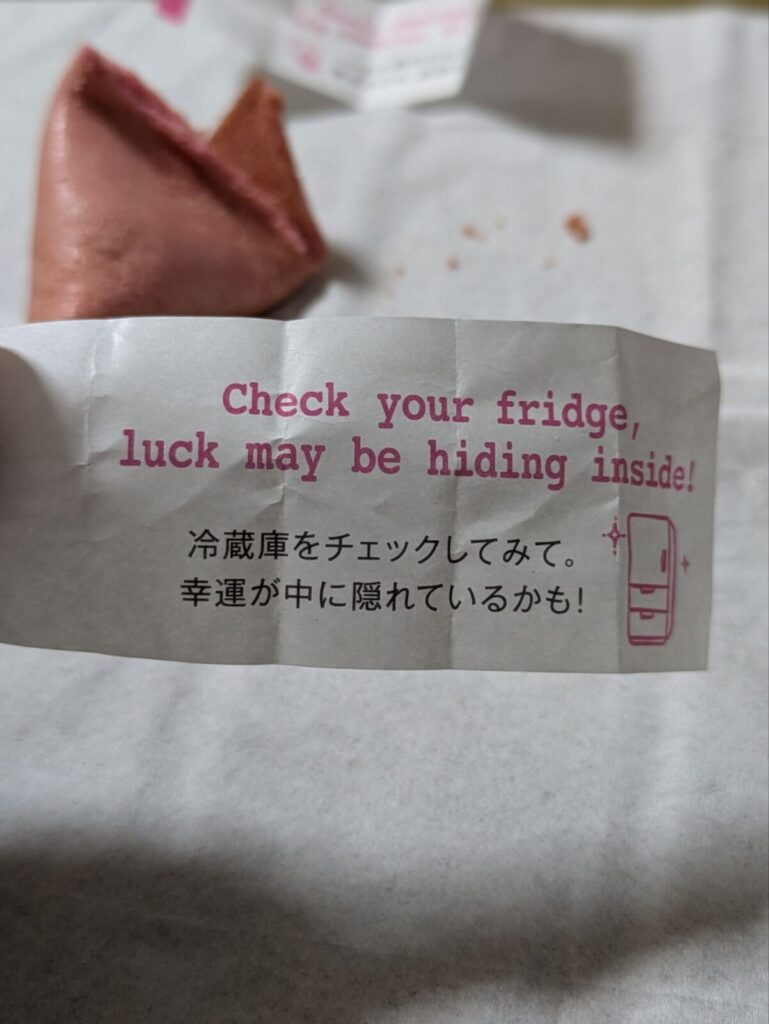 Check your fridge,
luck may be hiding inside!
冷蔵庫をチェックしてみて。
幸運が中に隠れているかも!